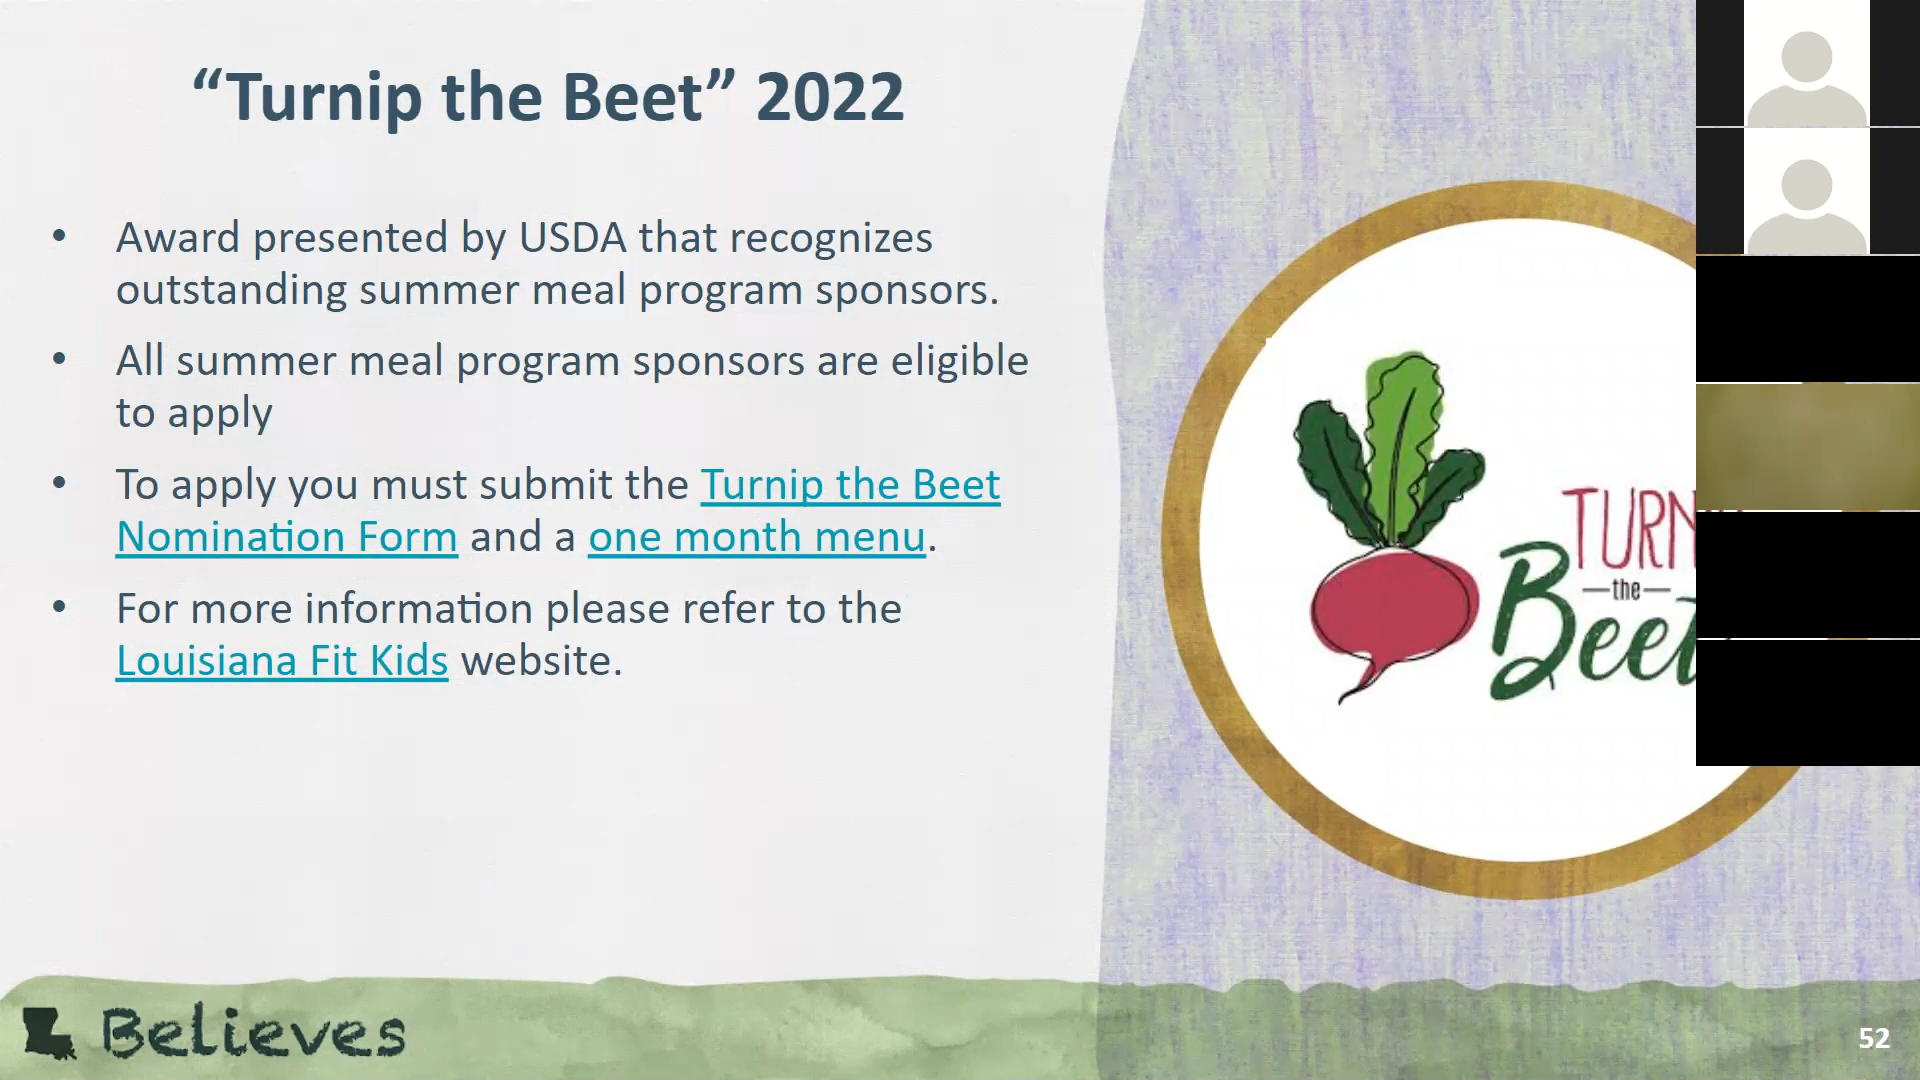 “Turnip the Beet” 2022
• Award presented by USDA that recognizes
outstanding summer meal program sponsors.
• All summer meal program sponsors are eligible
to apply
• To apply you must submit the Turnip the Beet
Nomination Form and a one month menu.
• For more information please refer to the
Louisiana Fit Kids website.
TURN
the
Beet
Believes
52